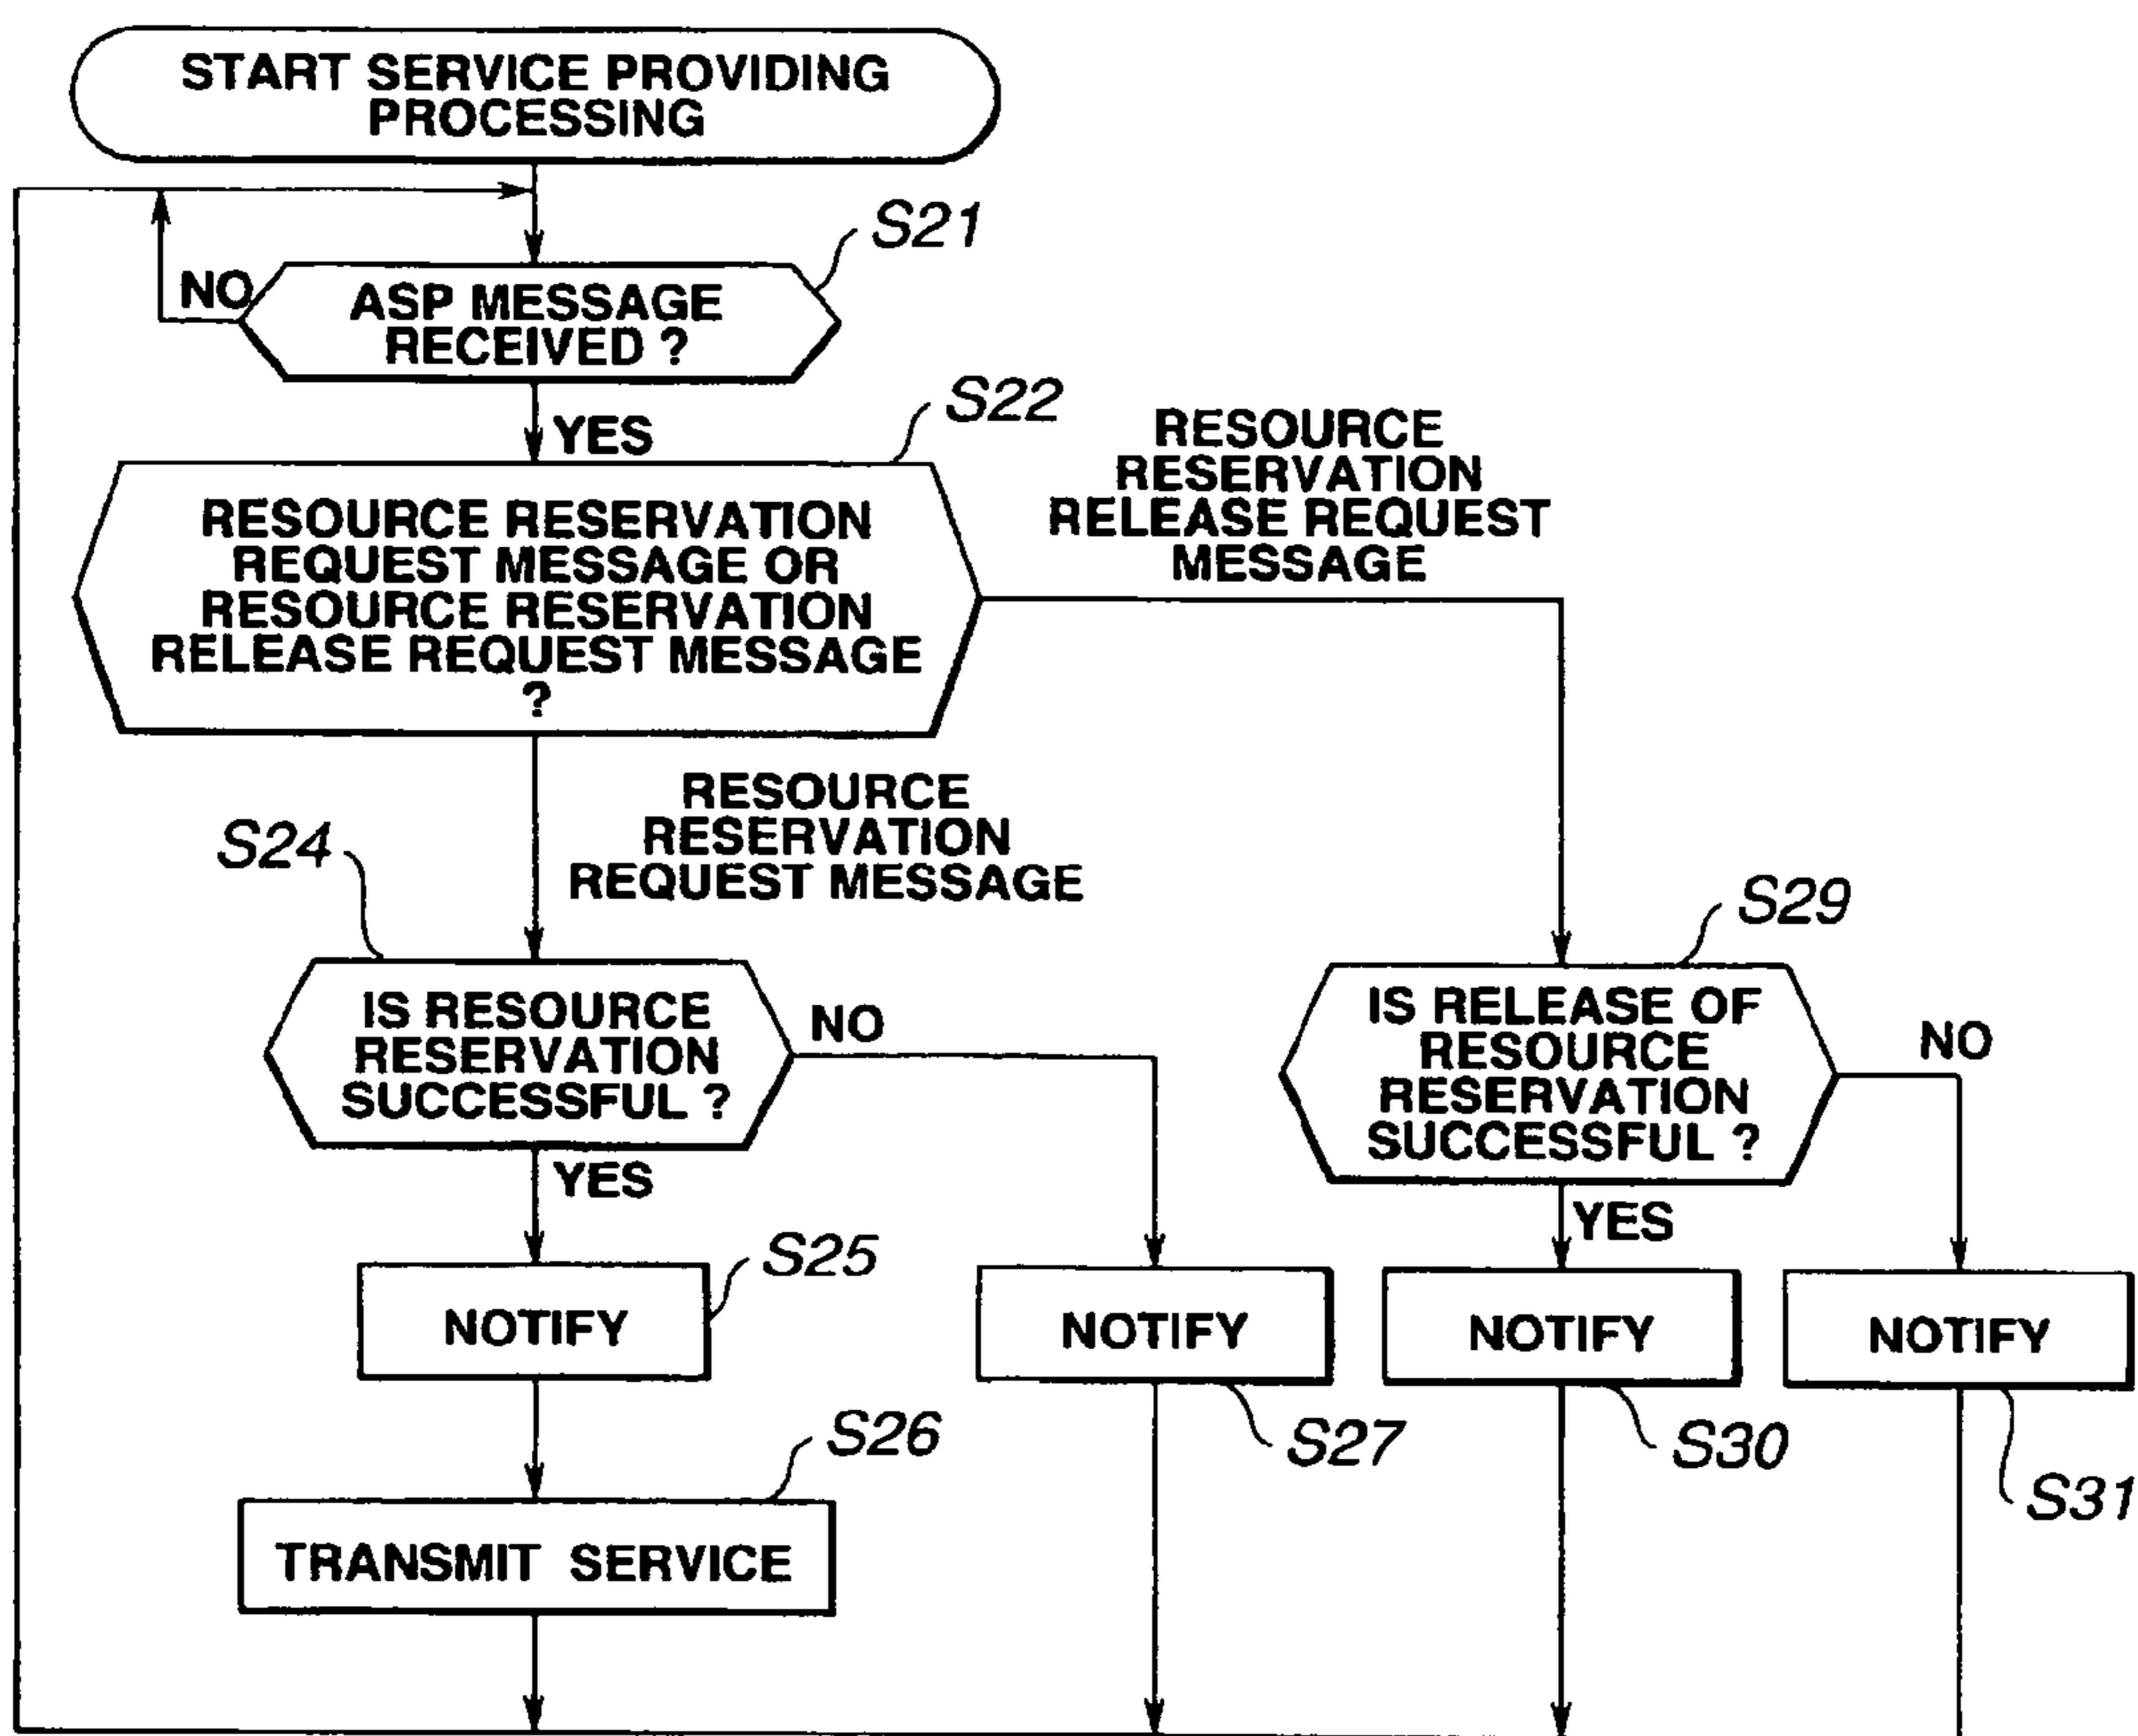 START SERVICE PROVIDING
PROCESSING
S21
NO
ASP MESSAGE
RECEIVED ?
YES
S22
RESOURCE
RESERVATION
RELEASE REQUEST
MESSAGE
RESOURCE RESERVATION
REQUEST MESSAGE OR
RESOURCE RESERVATION
RELEASE REQUEST MESSAGE
?
RESOURCE
RESERVATION
REQUEST MESSAGE
S24
S29
IS RESOURCE
RESERVATION
SUCCESSFUL ?
NO
IS RELEASE OF
RESOURCE
RESERVATION
SUCCESSFUL ?
NO
YES
YES
S25
NOTIFY
NOTIFY
NOTIFY
NOTIFY
S26
S27
S30
S31
TRANSMIT SERVICE